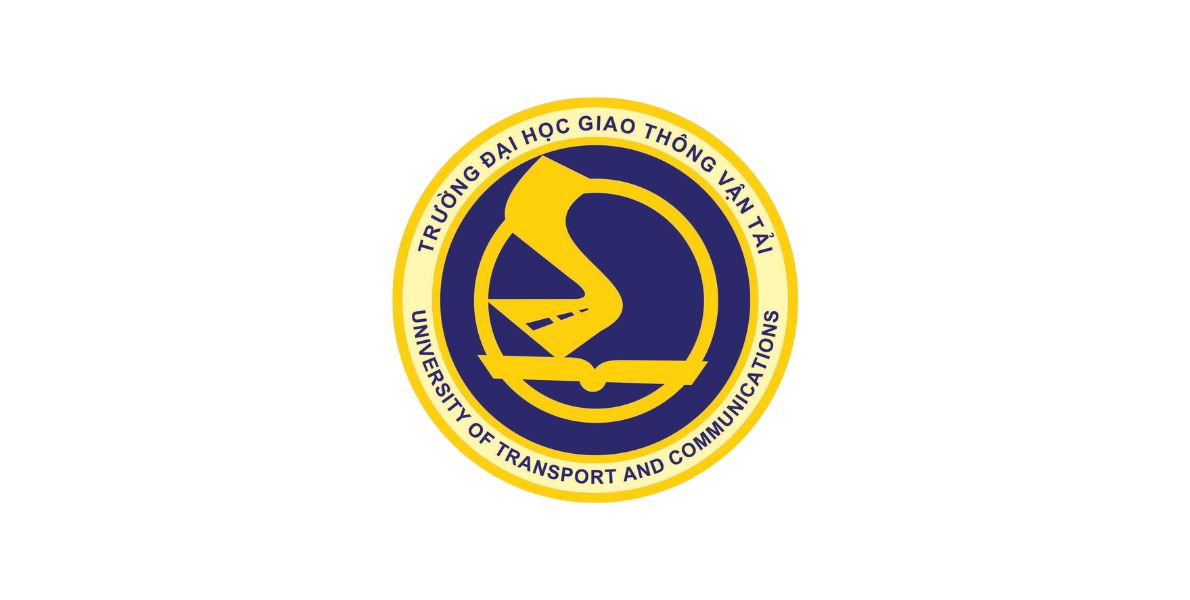 TRƯỜNG ĐẠI HỌC GIAO THÔNG VẬN TẢI
UNIVERSITY OF TRANSPORT AND COMMUNICATIONS